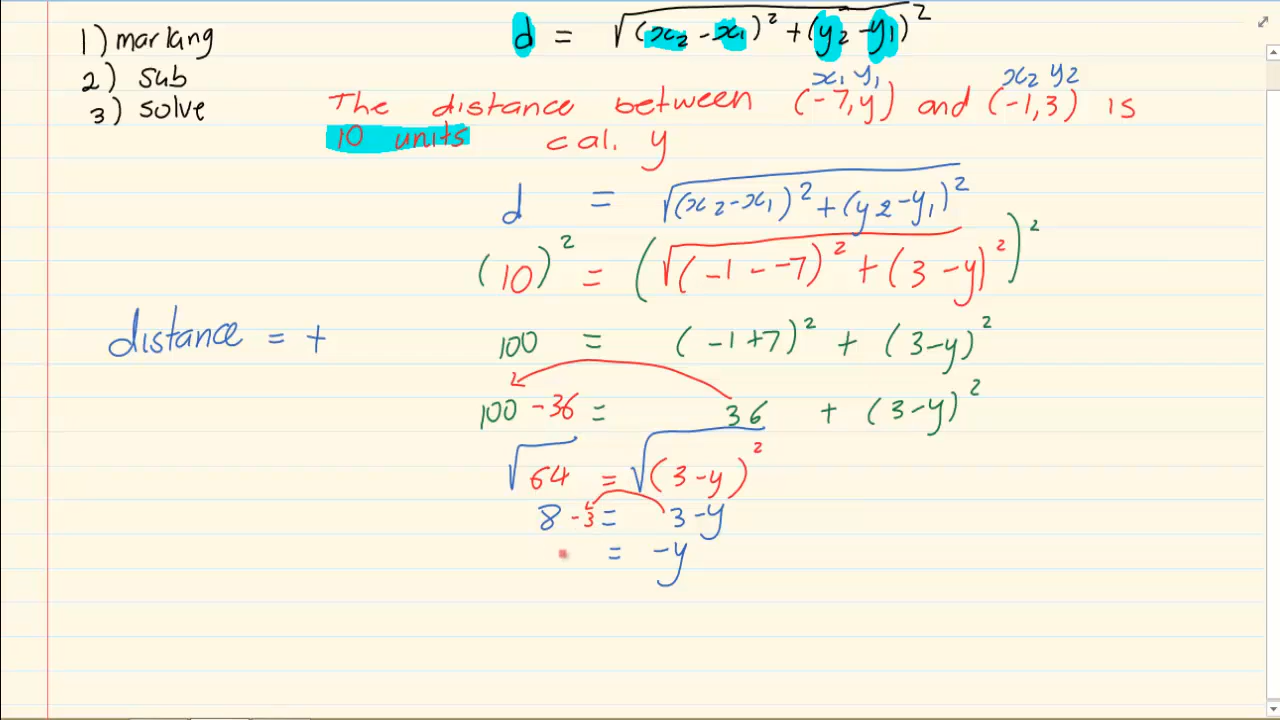 d = √(x₂ - x₁)² + (y₂ - y₁)²
1) mar lang
2) sub
3) solve
x₁ y₁ x₂ y₂
The distance between (-7, y) and (-1, 3) is
10 units cal. y
d = √(x₂ - x₁)² + (y₂ - y₁)²
(10)² = (√(-1 - -7)² + (3 - y)²)²
distance = +
100 = (-1 + 7)² + (3 - y)²
100 - 36 = 36 + (3 - y)²
√64 = √(3 - y)²
8 - 3 = 3 - y
= -y